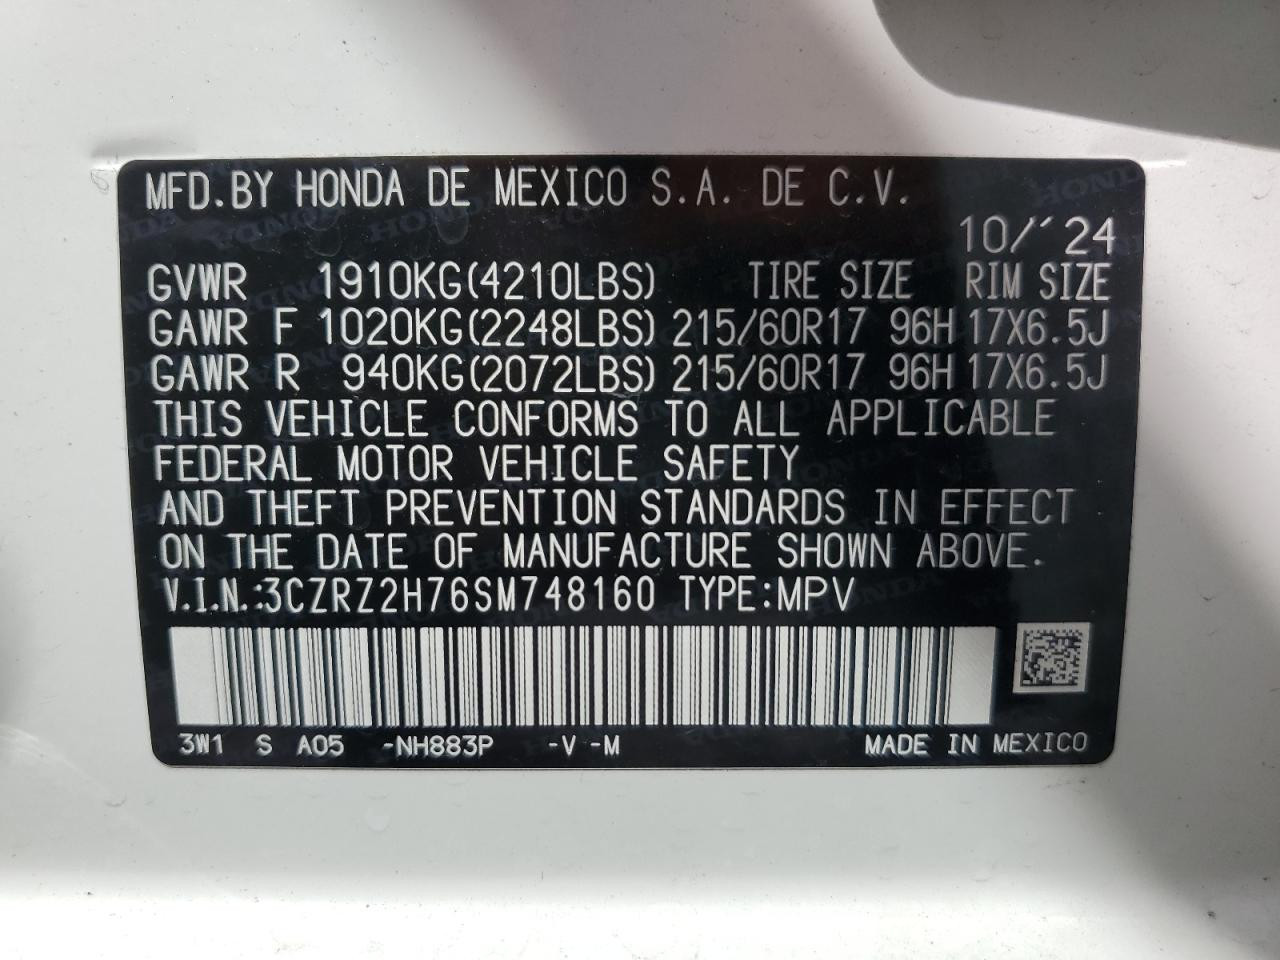 MFD.BY HONDA DE MEXICO S.A. DE C.V.
10/'24
GVWR 1910KG(4210LBS) TIRE SIZE RIM SIZE
GAWR F 1020KG(2248LBS) 215/60R17 96H 17X6.5J
GAWR R 940KG(2072LBS) 215/60R17 96H 17X6.5J
THIS VEHICLE CONFORMS TO ALL APPLICABLE
FEDERAL MOTOR VEHICLE SAFETY
AND THEFT PREVENTION STANDARDS IN EFFECT
ON THE DATE OF MANUFACTURE SHOWN ABOVE.
V.I.N.:3CZRZ2H76SM748160 TYPE:MPV
3W1 S A05 -NH883P -V -M MADE IN MEXICO